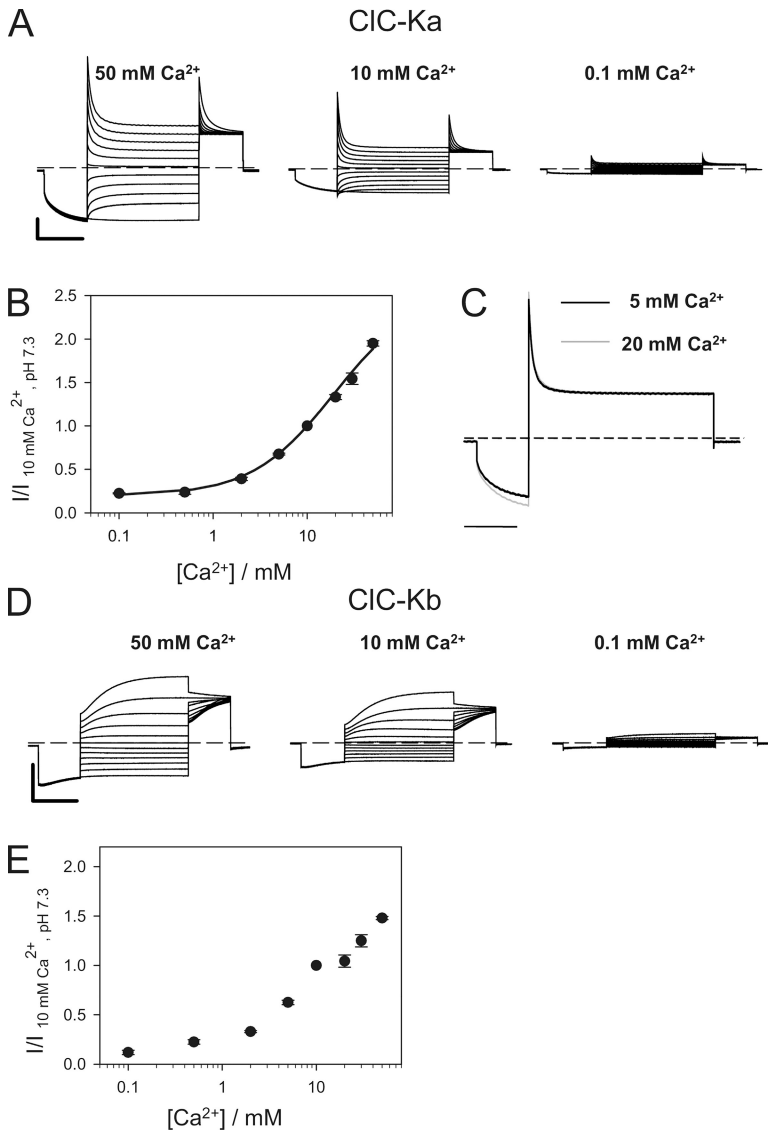 A
ClC-Ka
50 mM Ca²⁺
10 mM Ca²⁺
0.1 mM Ca²⁺
B
2.5
2.0
1.5
1.0
0.5
0.0
I/I 10 mM Ca²⁺, pH 7.3
0.1
1
10
[Ca²⁺] / mM
C
5 mM Ca²⁺
20 mM Ca²⁺
D
ClC-Kb
50 mM Ca²⁺
10 mM Ca²⁺
0.1 mM Ca²⁺
E
2.0
1.5
1.0
0.5
0.0
I/I 10 mM Ca²⁺, pH 7.3
0.1
1
10
[Ca²⁺] / mM